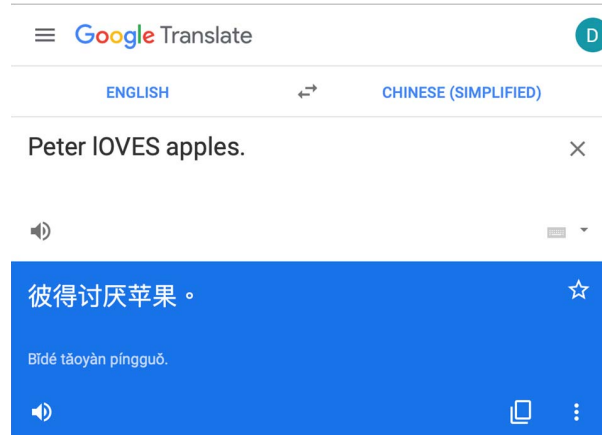 Google Translate
D
ENGLISH
CHINESE (SIMPLIFIED)
Peter lOVES apples.
彼得讨厌苹果。
Bǐdé tǎoyàn píngguǒ.